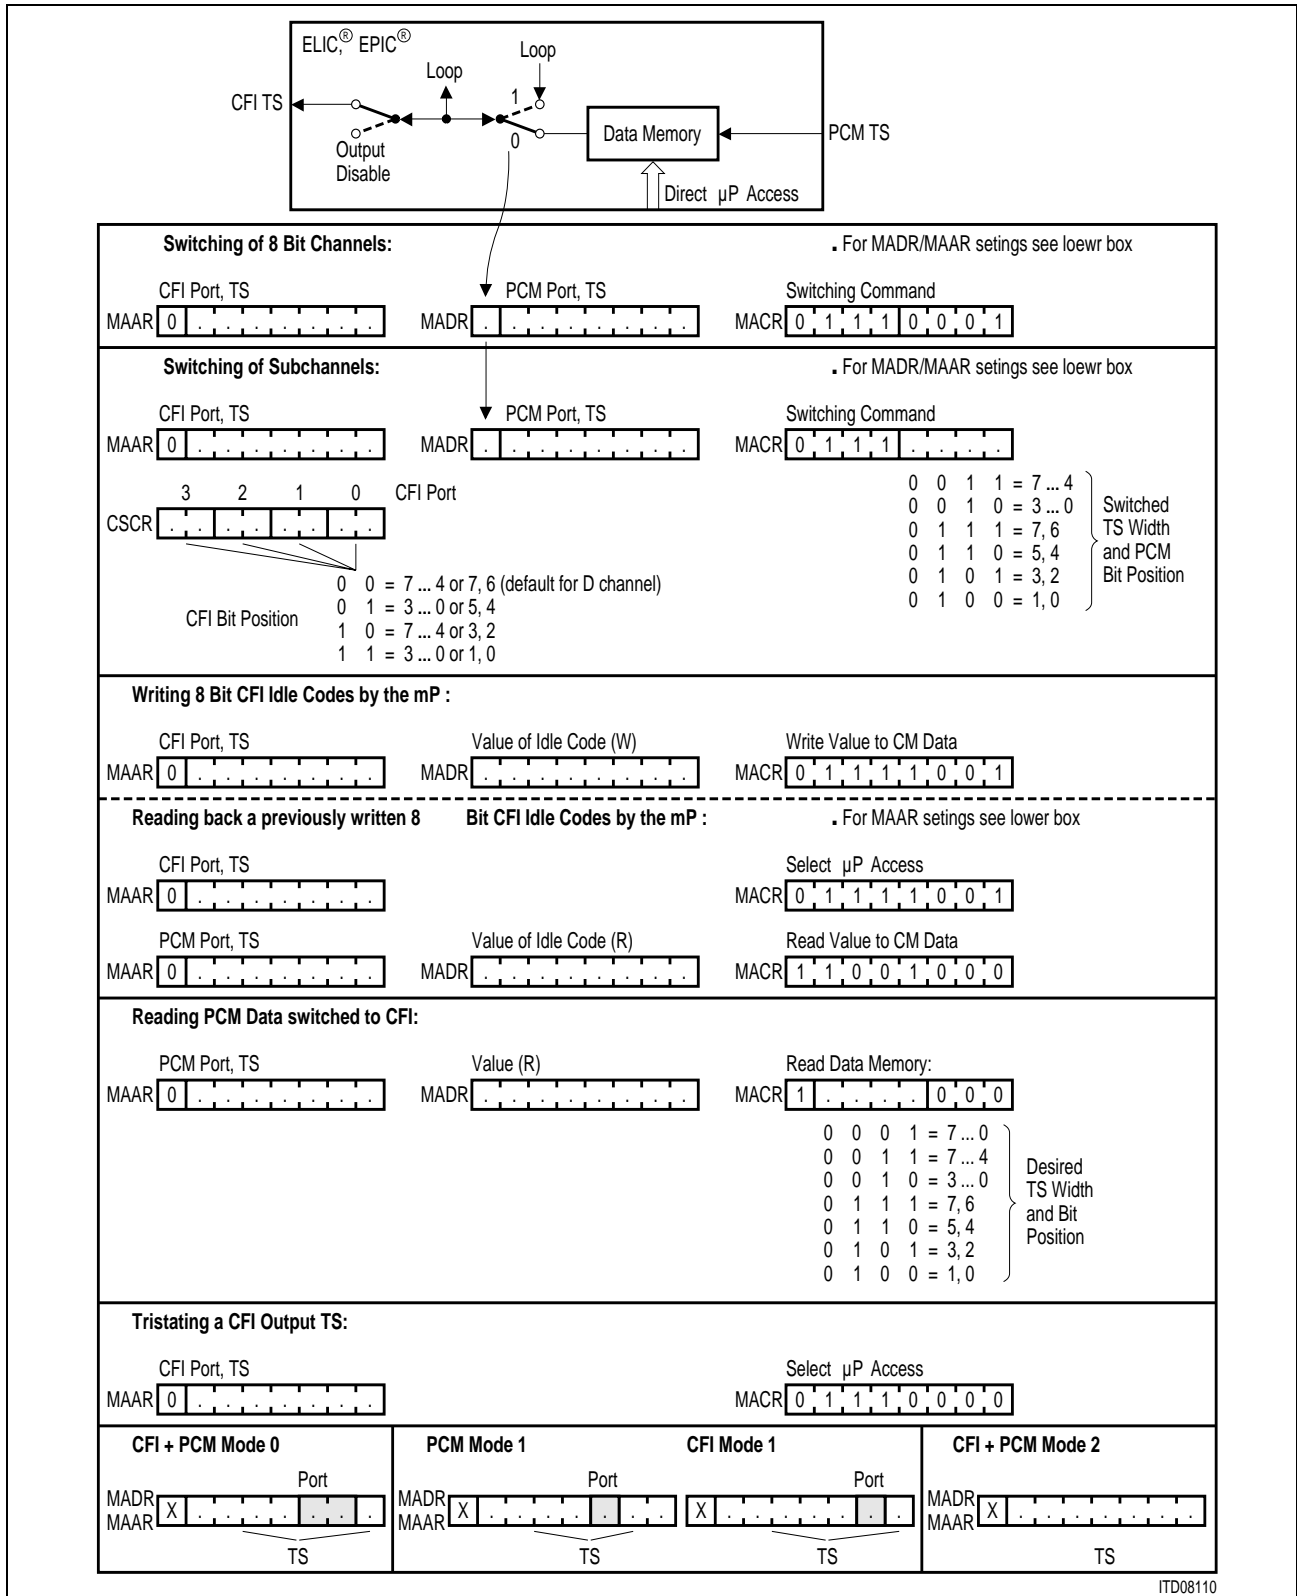 ELIC,® EPIC®
Loop
Loop
CFI TS
1
0
Data Memory
PCM TS
Output
Disable
Direct µP Access
Switching of 8 Bit Channels:
. For MADR/MAAR setings see loewr box
CFI Port, TS
PCM Port, TS
Switching Command
MAAR 0 . . . . . . .
MADR . . . . . . . .
MACR 0 1 1 1 0 0 0 1
Switching of Subchannels:
. For MADR/MAAR setings see loewr box
CFI Port, TS
PCM Port, TS
Switching Command
MAAR 0 . . . . . . .
MADR . . . . . . . .
MACR 0 1 1 1 . . . .
3 2 1 0 CFI Port
CSCR . . . . . . . .
CFI Bit Position
0 0 = 7 ... 4 or 7, 6 (default for D channel)
0 1 = 3 ... 0 or 5, 4
1 0 = 7 ... 4 or 3, 2
1 1 = 3 ... 0 or 1, 0
0 0 1 1 = 7 ... 4
0 0 1 0 = 3 ... 0
0 1 1 1 = 7, 6
0 1 1 0 = 5, 4
0 1 0 1 = 3, 2
0 1 0 0 = 1, 0
Switched
TS Width
and PCM
Bit Position
Writing 8 Bit CFI Idle Codes by the mP :
CFI Port, TS
Value of Idle Code (W)
Write Value to CM Data
MAAR 0 . . . . . . .
MADR . . . . . . . .
MACR 0 1 1 1 1 0 0 1
Reading back a previously written 8 Bit CFI Idle Codes by the mP :
. For MAAR setings see lower box
CFI Port, TS
Select µP Access
MAAR 0 . . . . . . .
MACR 0 1 1 1 1 0 0 1
PCM Port, TS
Value of Idle Code (R)
Read Value to CM Data
MAAR 0 . . . . . . .
MADR . . . . . . . .
MACR 1 1 0 0 1 0 0 0
Reading PCM Data switched to CFI:
PCM Port, TS
Value (R)
Read Data Memory:
MAAR 0 . . . . . . .
MADR . . . . . . . .
MACR 1 . . . . 0 0 0
0 0 0 1 = 7 ... 0
0 0 1 1 = 7 ... 4
0 0 1 0 = 3 ... 0
0 1 1 1 = 7, 6
0 1 1 0 = 5, 4
0 1 0 1 = 3, 2
0 1 0 0 = 1, 0
Desired
TS Width
and Bit
Position
Tristating a CFI Output TS:
CFI Port, TS
Select µP Access
MAAR 0 . . . . . . .
MACR 0 1 1 1 0 0 0 0
CFI + PCM Mode 0
Port
MADR
MAAR
X . . . . . . .
TS
PCM Mode 1
Port
MADR
MAAR
X . . . . . . .
TS
CFI Mode 1
Port
X . . . . . . .
TS
CFI + PCM Mode 2
MADR
MAAR
X . . . . . . .
TS
ITD08110